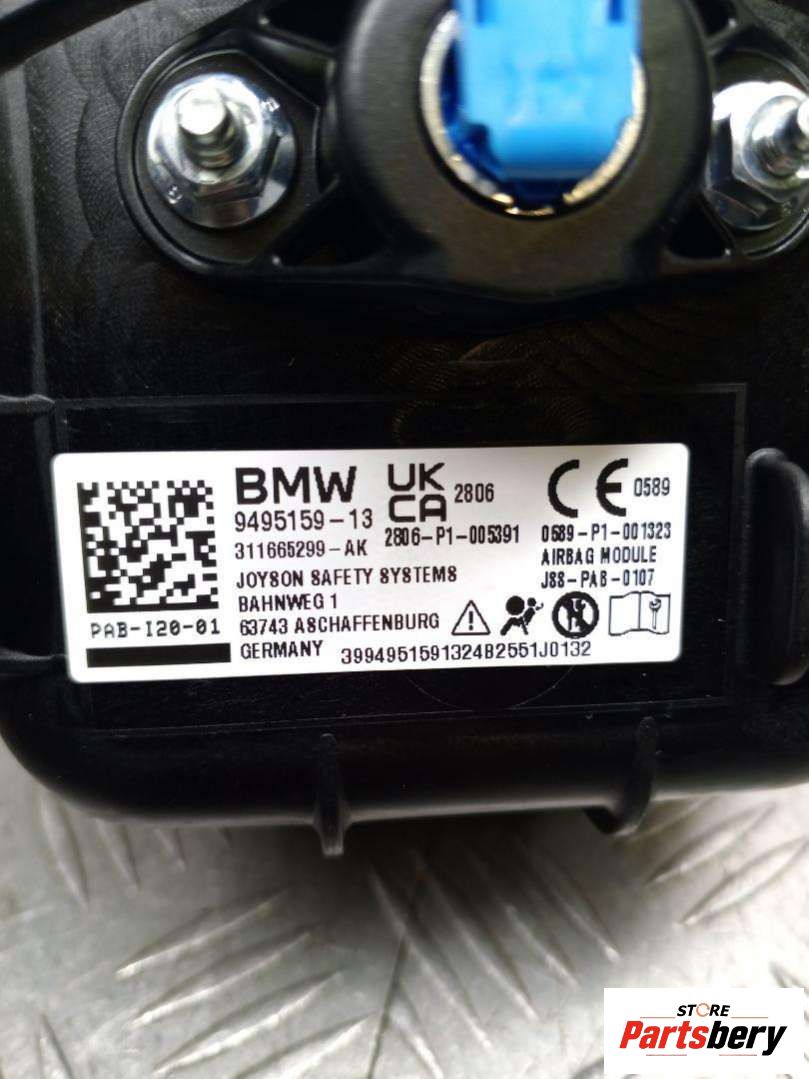 BMW
9495159-13
311665299-AK
JOYSON SAFETY SYSTEMS
BAHNWEG 1
63743 ASCHAFFENBURG
GERMANY
UK
CA
2806
2806-P1-005391
CE 0589
0589-P1-001323
AIRBAG MODULE
JSS-PAB-0107
PAB-I20-01
3994951591324B2551J0132
STORE
Partsbery